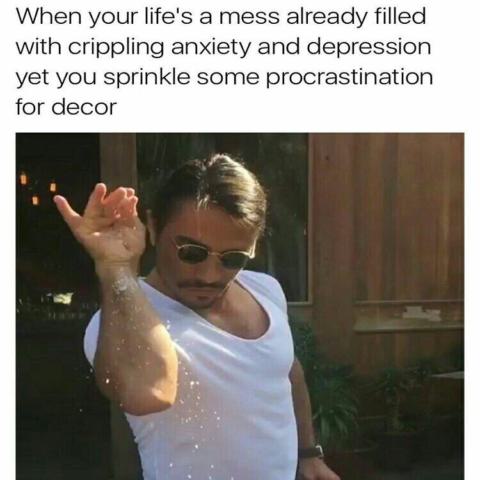 When your life's a mess already filled
with crippling anxiety and depression
yet you sprinkle some procrastination
for decor